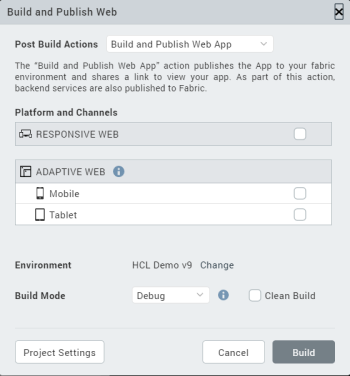 Build and Publish Web
Post Build Actions Build and Publish Web App
The "Build and Publish Web App" action publishes the App to your fabric
environment and shares a link to view your app. As part of this action,
backend services are also published to Fabric.
Platform and Channels
RESPONSIVE WEB
ADAPTIVE WEB
Mobile
Tablet
Environment HCL Demo v9 Change
Build Mode Debug Clean Build
Project Settings Cancel Build